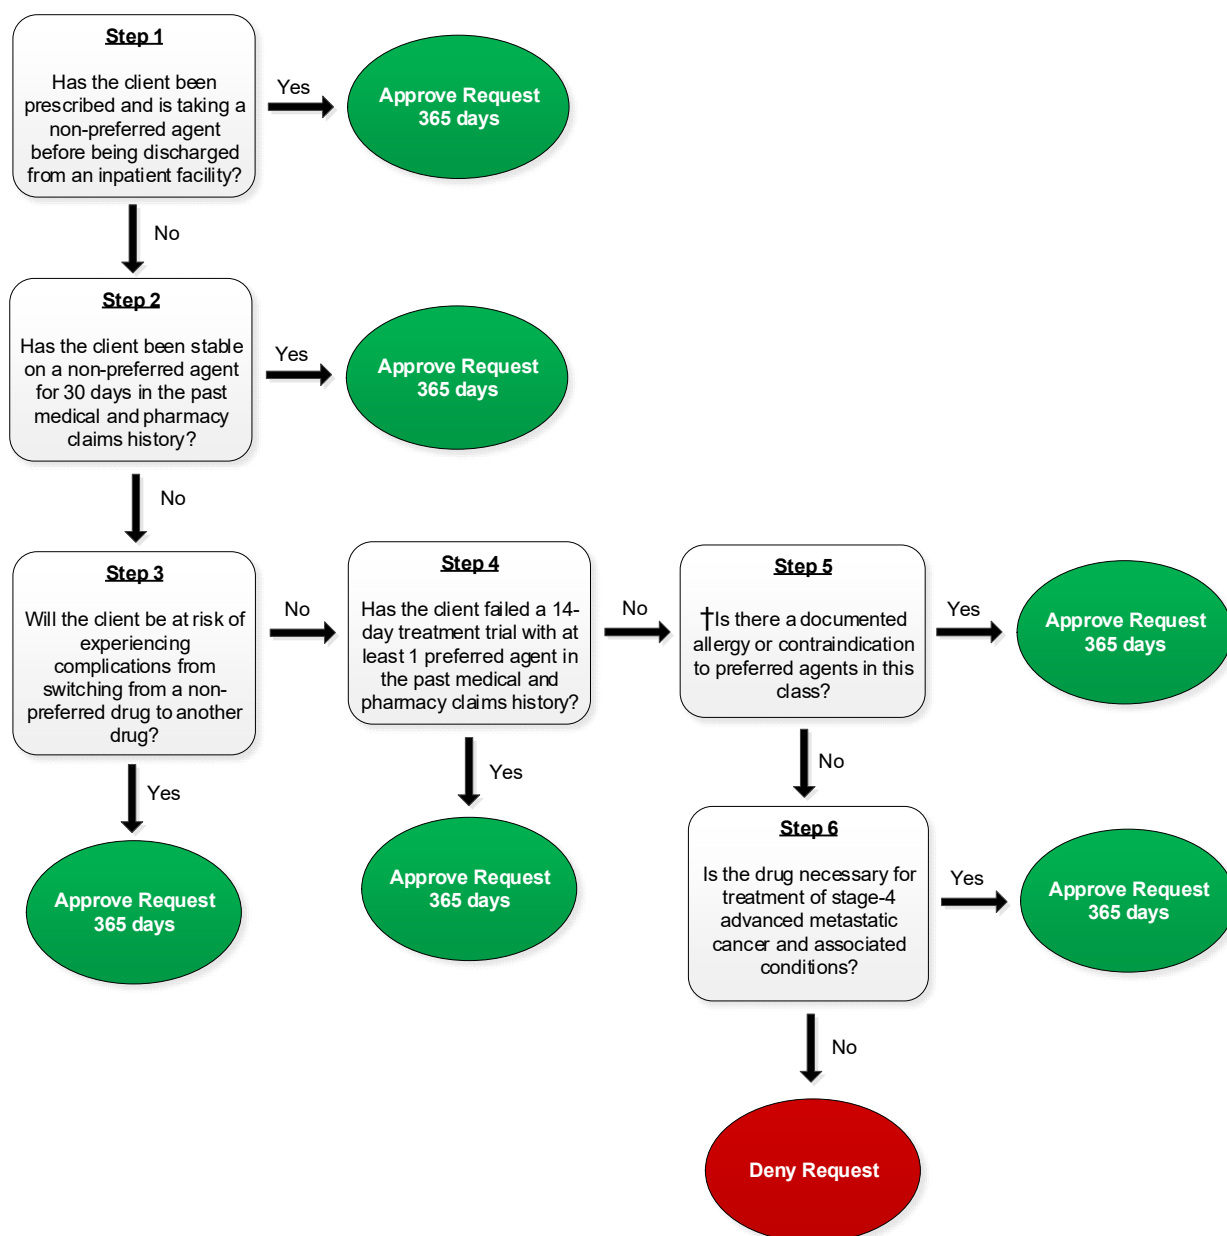 Step 1
Has the client been
prescribed and is taking a
non-preferred agent
before being discharged
from an inpatient facility?
Yes
Approve Request
365 days
No
Step 2
Has the client been stable
on a non-preferred agent
for 30 days in the past
medical and pharmacy
claims history?
Yes
Approve Request
365 days
No
Step 3
Will the client be at risk of
experiencing
complications from
switching from a non-
preferred drug to another
drug?
No
Step 4
Has the client failed a 14-
day treatment trial with at
least 1 preferred agent in
the past medical and
pharmacy claims history?
No
Step 5
†Is there a documented
allergy or contraindication
to preferred agents in this
class?
Yes
Approve Request
365 days
Yes
Approve Request
365 days
Yes
Approve Request
365 days
No
Step 6
Is the drug necessary for
treatment of stage-4
advanced metastatic
cancer and associated
conditions?
Yes
Approve Request
365 days
No
Deny Request